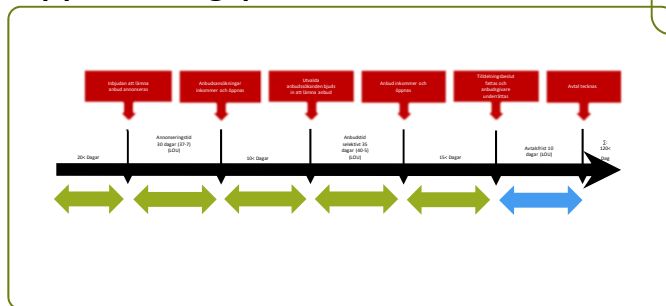 Inbjudan att lämna
anbud annonseras
Anbudsansökningar
inkommer och öppnas
Utvalda
anbudssökanden bjuds
in att lämna anbud
Anbud inkommer och
öppnas
Tilldelningsbeslut
fattas och
anbudsgivare
underrättas
Avtal tecknas
20< Dagar
Annonseringstid
30 dagar (37-7)
(LOU)
10< Dagar
Anbudstid
selektivt 35
dagar (40-5)
(LOU)
15< Dagar
Avtalsfrist 10
dagar (LOU)
∑:
120<
Dag